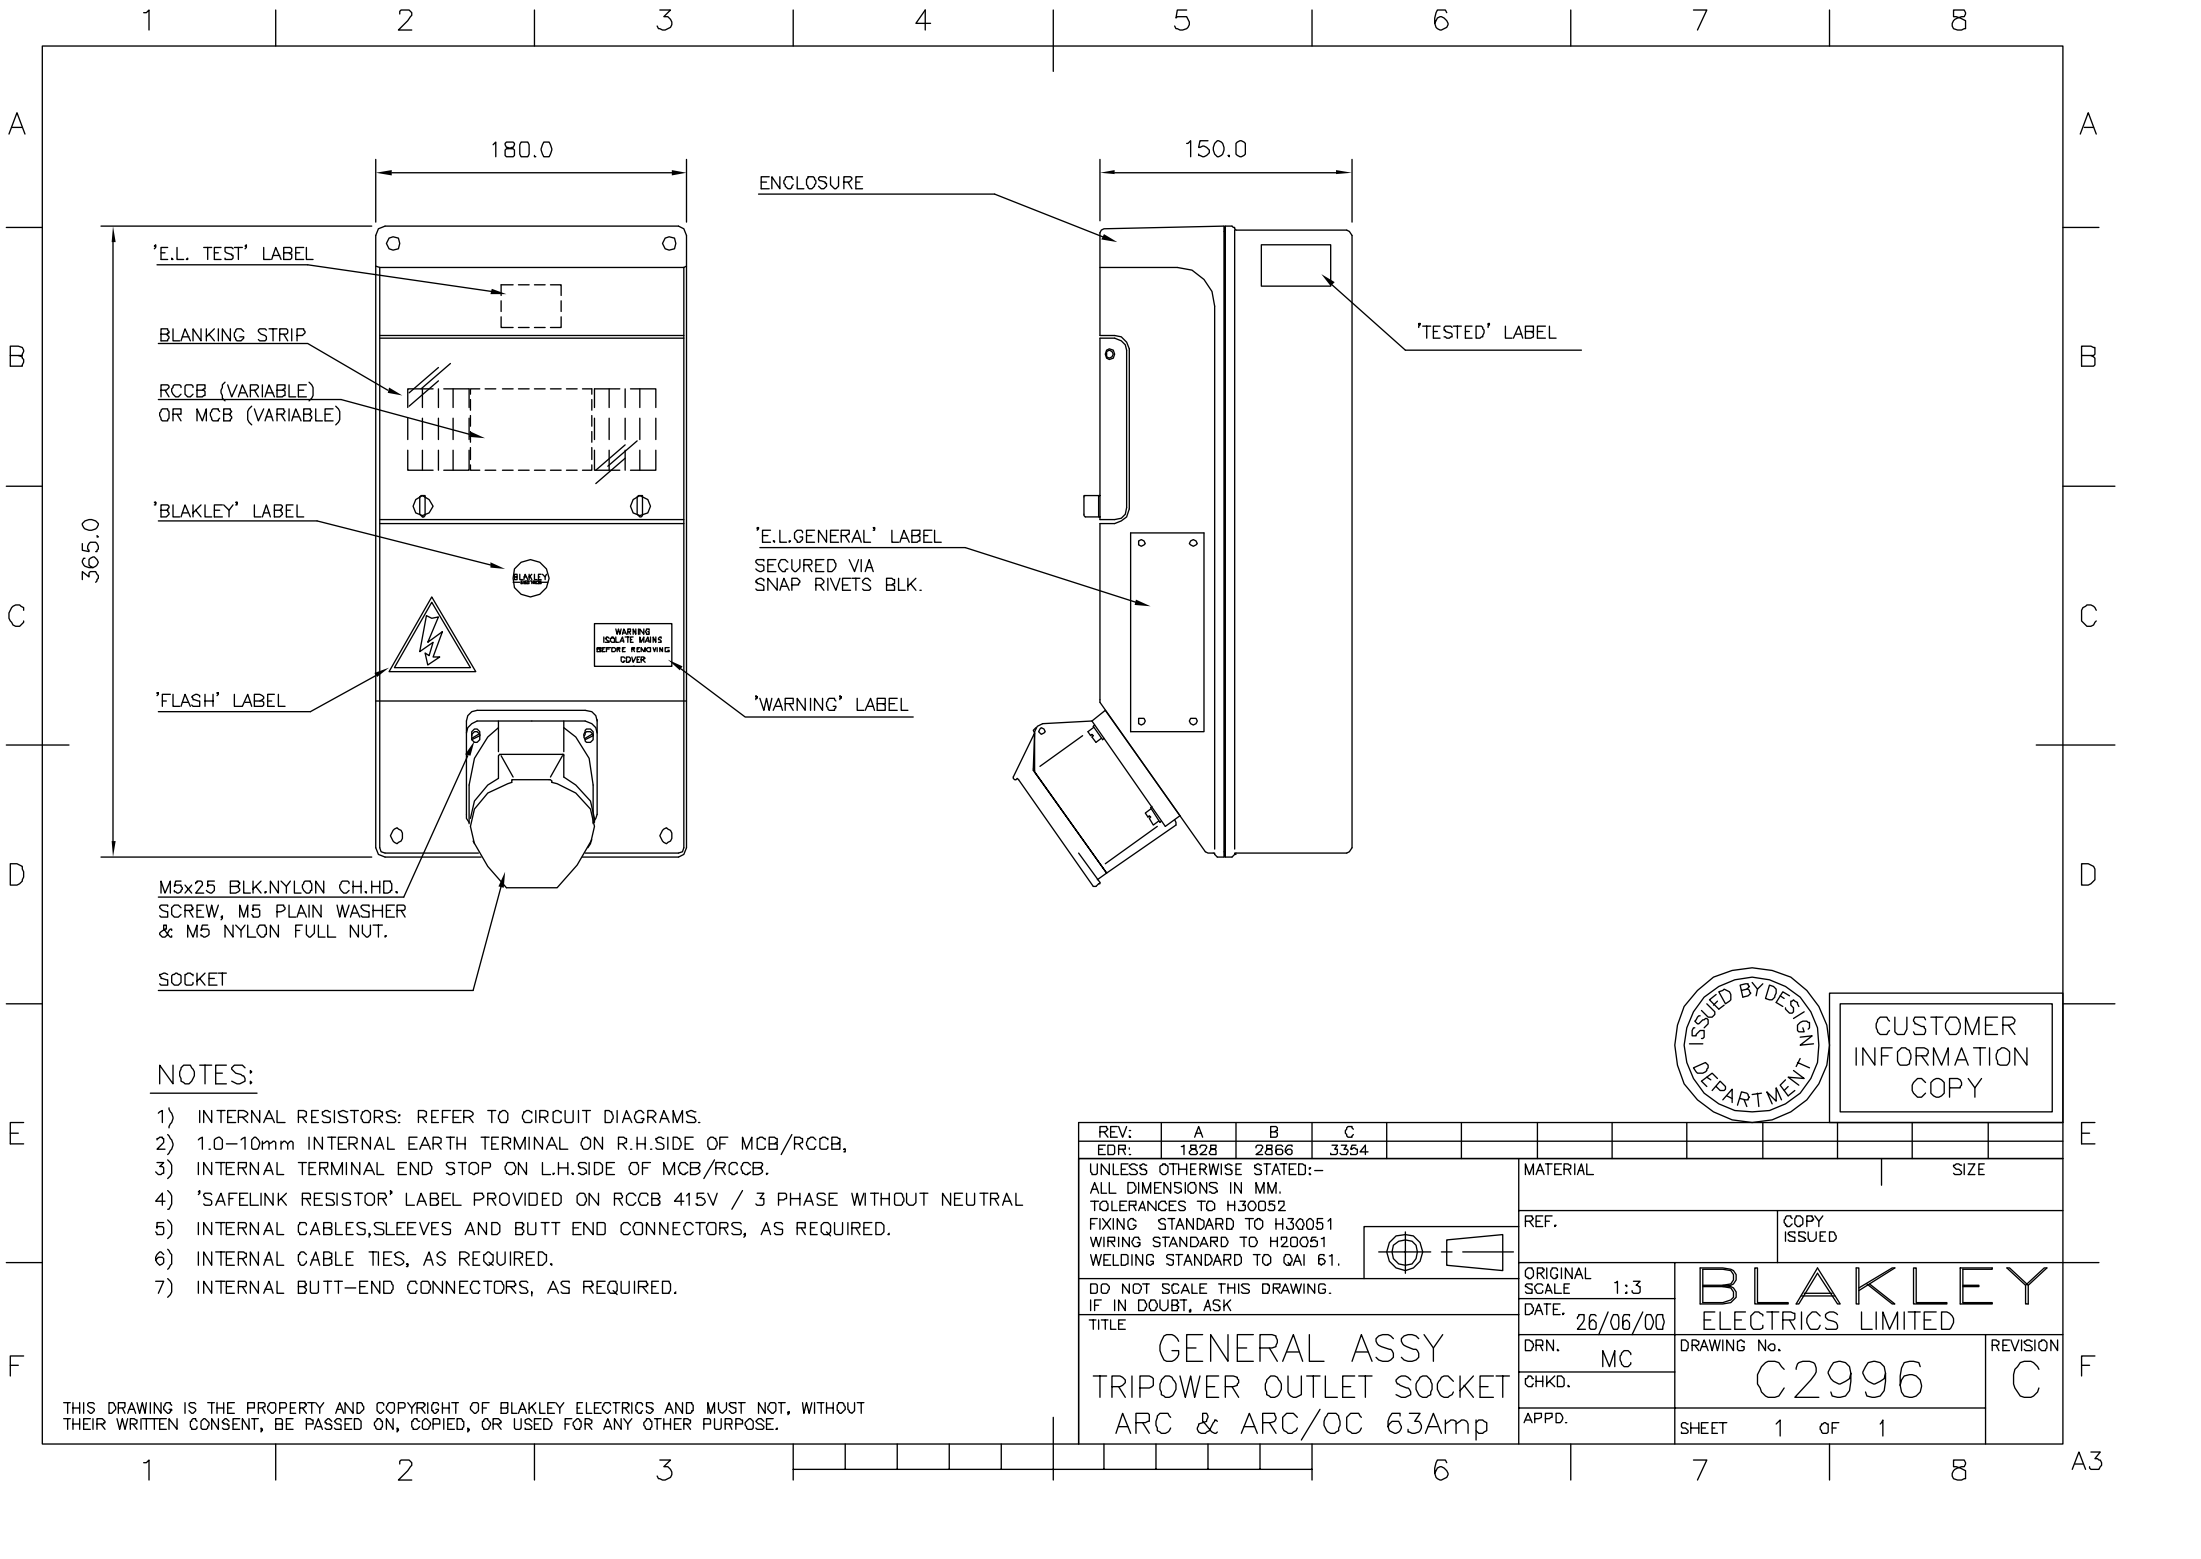 1 2 3 4 5 6 7 8
A A
180.0
150.0
ENCLOSURE
'E.L. TEST' LABEL
BLANKING STRIP
'TESTED' LABEL
B B
RCCB (VARIABLE)
OR MCB (VARIABLE)
'BLAKLEY' LABEL
365.0
'E.L.GENERAL' LABEL
SECURED VIA
SNAP RIVETS BLK.
BLAKLEY
C C
WARNING
ISOLATE MAINS
BEFORE REMOVING
COVER
'FLASH' LABEL
'WARNING' LABEL
D D
M5x25 BLK.NYLON CH.HD.
SCREW, M5 PLAIN WASHER
& M5 NYLON FULL NUT.
SOCKET
ISSUED BY DESIGN
DEPARTMENT
CUSTOMER
INFORMATION
COPY
NOTES:
1) INTERNAL RESISTORS: REFER TO CIRCUIT DIAGRAMS.
2) 1.0-10mm INTERNAL EARTH TERMINAL ON R.H.SIDE OF MCB/RCCB,
3) INTERNAL TERMINAL END STOP ON L.H.SIDE OF MCB/RCCB.
4) 'SAFELINK RESISTOR' LABEL PROVIDED ON RCCB 415V / 3 PHASE WITHOUT NEUTRAL
5) INTERNAL CABLES,SLEEVES AND BUTT END CONNECTORS, AS REQUIRED.
6) INTERNAL CABLE TIES, AS REQUIRED.
7) INTERNAL BUTT-END CONNECTORS, AS REQUIRED.
E E
REV: A B C
EDR: 1828 2866 3354
UNLESS OTHERWISE STATED:-
ALL DIMENSIONS IN MM.
TOLERANCES TO H30052
FIXING STANDARD TO H30051
WIRING STANDARD TO H20051
WELDING STANDARD TO QAI 61.
MATERIAL SIZE
REF.
COPY
ISSUED
DO NOT SCALE THIS DRAWING.
IF IN DOUBT, ASK
ORIGINAL
SCALE 1:3
DATE. 26/06/00
BLAKLEY
ELECTRICS LIMITED
TITLE
GENERAL ASSY
TRIPOWER OUTLET SOCKET
ARC & ARC/OC 63Amp
DRN. MC
CHKD.
APPD.
DRAWING No.
C2996
REVISION
C
SHEET 1 OF 1
F F
THIS DRAWING IS THE PROPERTY AND COPYRIGHT OF BLAKLEY ELECTRICS AND MUST NOT, WITHOUT
THEIR WRITTEN CONSENT, BE PASSED ON, COPIED, OR USED FOR ANY OTHER PURPOSE.
1 2 3 6 7 8
A3